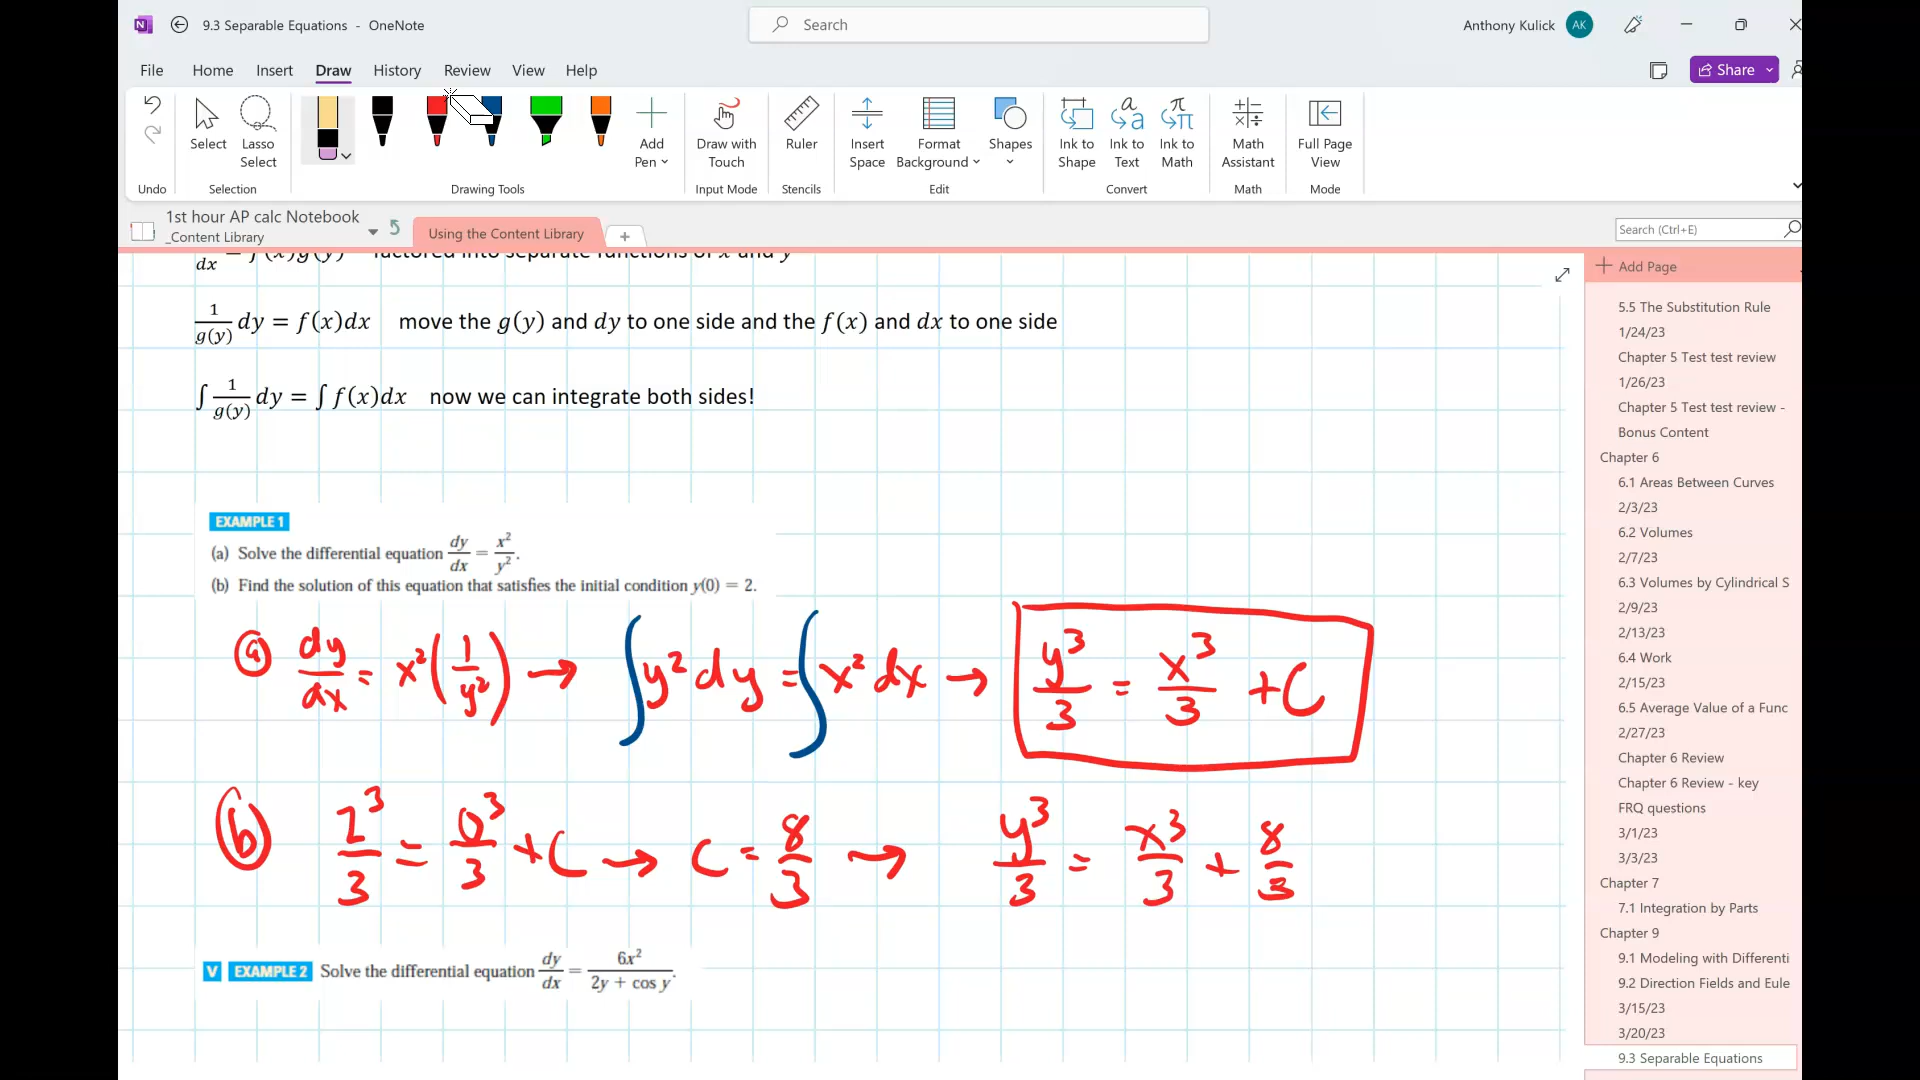 9.3 Separable Equations - OneNote
Search
Anthony Kulick AK
File Home Insert Draw History Review View Help
Share
Undo
Select
Lasso Select
Selection
Drawing Tools
Add Pen
Draw with Touch
Input Mode
Ruler
Stencils
Insert Space
Format Background
Shapes
Edit
Ink to Shape
Ink to Text
Ink to Math
Convert
Math Assistant
Math
Full Page View
Mode
1st hour AP calc Notebook
_Content Library
Using the Content Library
Search (Ctrl+E)
dy/dx = f(x)g(y) factored into separate functions of x and y
1/g(y) dy = f(x)dx move the g(y) and dy to one side and the f(x) and dx to one side
∫ 1/g(y) dy = ∫ f(x)dx now we can integrate both sides!
EXAMPLE 1
(a) Solve the differential equation dy/dx = x²/y².
(b) Find the solution of this equation that satisfies the initial condition y(0) = 2.
ⓐ dy/dx = x²(1/y²) → ∫y²dy = ∫x²dx → y³/3 = x³/3 + C
ⓑ 2³/3 = 0³/3 + C → C = 8/3 → y³/3 = x³/3 + 8/3
V EXAMPLE 2 Solve the differential equation dy/dx = 6x²/(2y + cos y).
Add Page
5.5 The Substitution Rule
1/24/23
Chapter 5 Test test review
1/26/23
Chapter 5 Test test review -
Bonus Content
Chapter 6
6.1 Areas Between Curves
2/3/23
6.2 Volumes
2/7/23
6.3 Volumes by Cylindrical S
2/9/23
2/13/23
6.4 Work
2/15/23
6.5 Average Value of a Func
2/27/23
Chapter 6 Review
Chapter 6 Review - key
FRQ questions
3/1/23
3/3/23
Chapter 7
7.1 Integration by Parts
Chapter 9
9.1 Modeling with Differenti
9.2 Direction Fields and Eule
3/15/23
3/20/23
9.3 Separable Equations